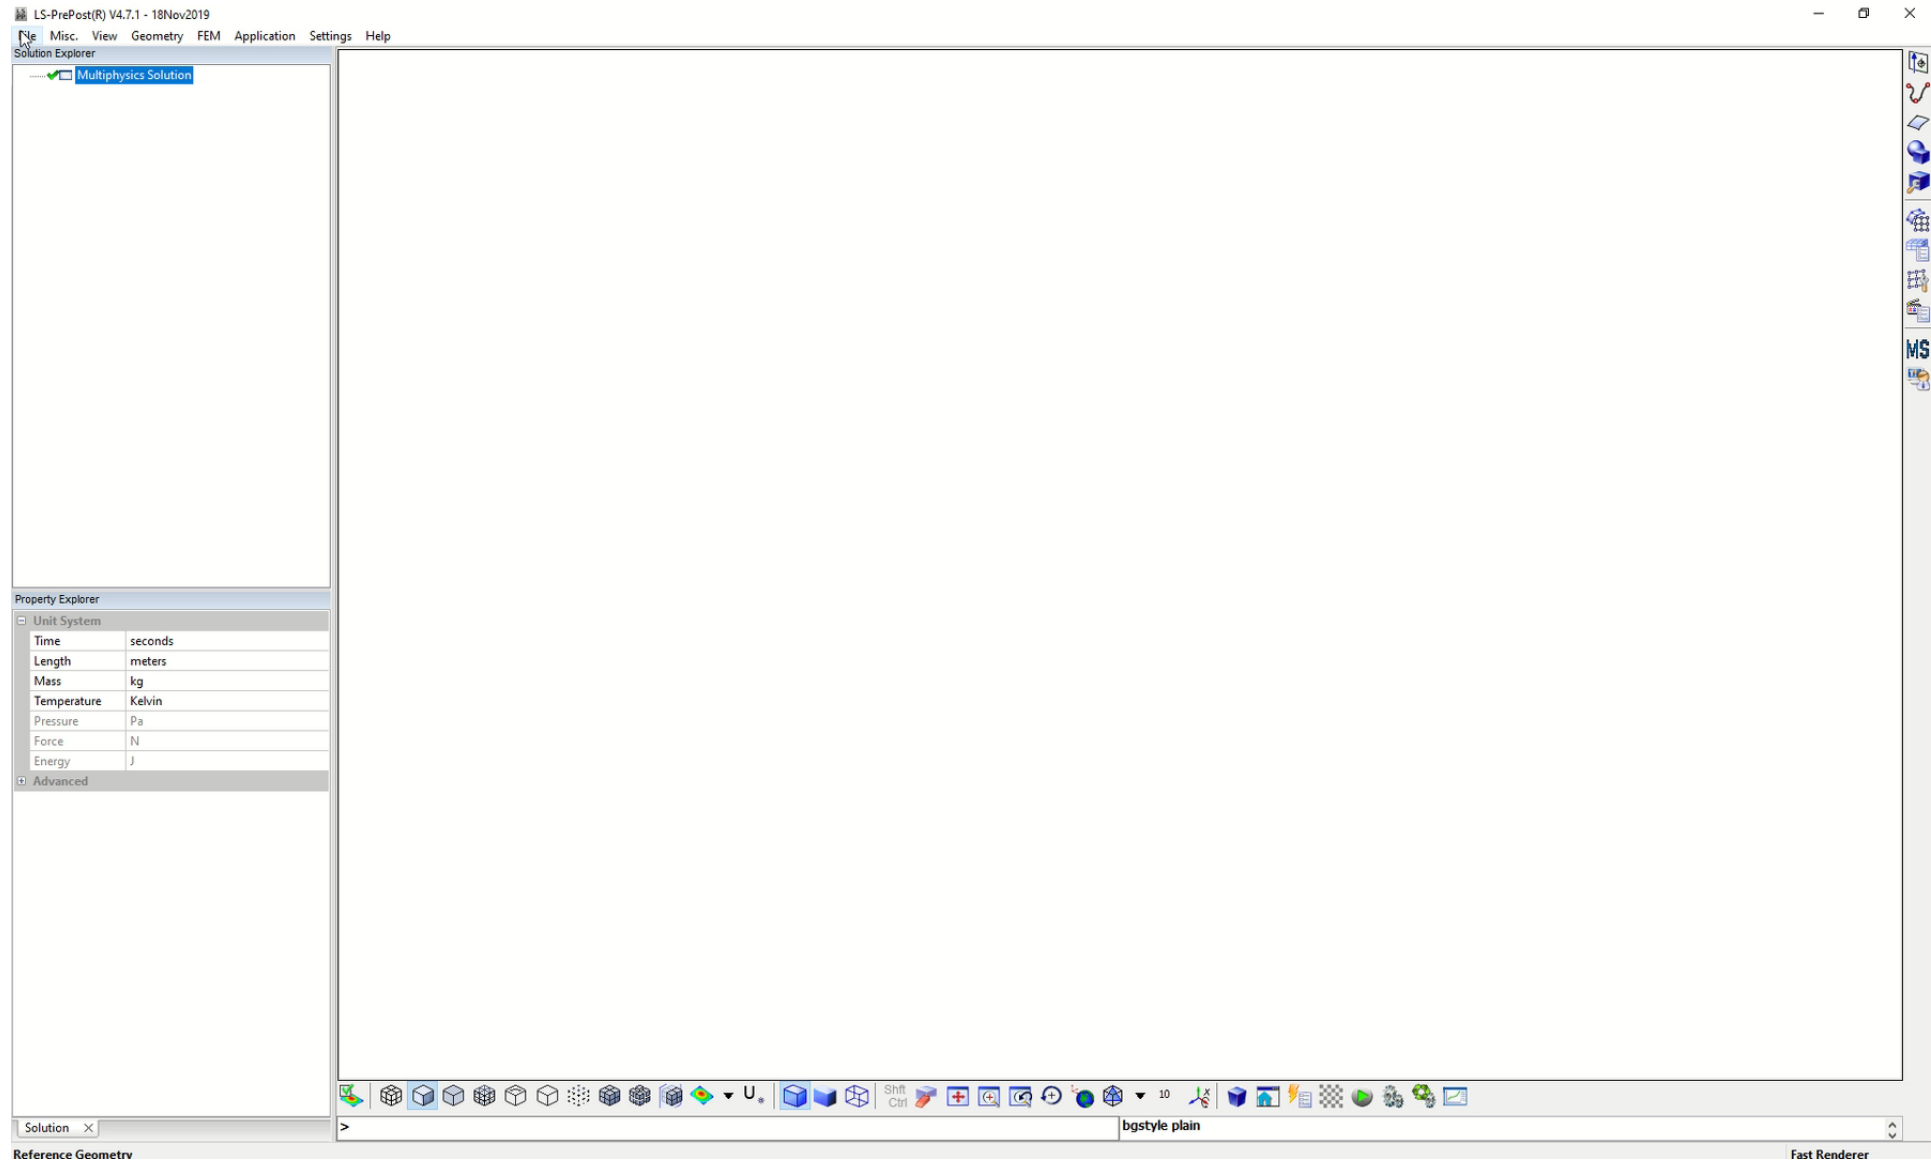 LS-PrePost(R) V4.7.1 - 18Nov2019
File Misc. View Geometry FEM Application Settings Help
Solution Explorer
Multiphysics Solution
Property Explorer
Unit System
Time seconds
Length meters
Mass kg
Temperature Kelvin
Pressure Pa
Force N
Energy J
Advanced
MS
U
Shft
Ctrl
10
Solution
> bgstyle plain
Reference Geometry Fast Renderer